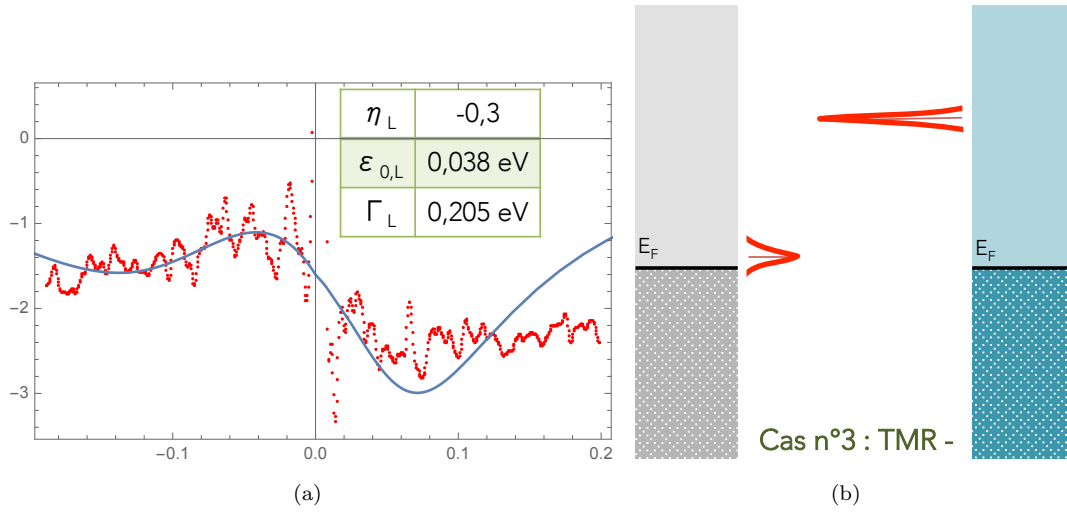 0
−1
−2
−3
−0.1
0.0
0.1
0.2
η L -0,3
ε 0,L 0,038 eV
Γ L 0,205 eV
(a)
E F
E F
Cas n°3 : TMR -
(b)